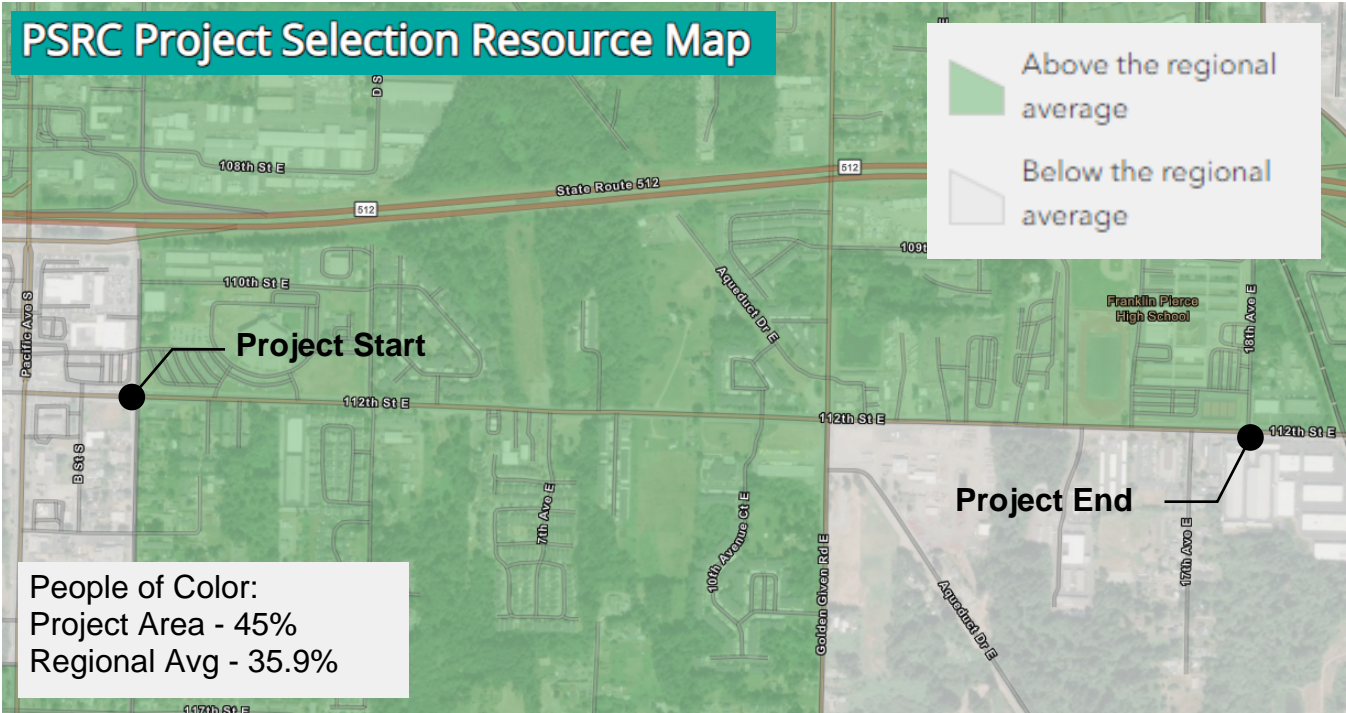 PSRC Project Selection Resource Map
Above the regional
average
Below the regional
average
D S
108th St E
State Route 512
512
512
110th St E
Aqueduct Dr E
109t
Franklin Pierce
High School
18th Ave E
Pacific Ave S
Project Start
112th St E
112th St E
112th St E
B St S
7th Ave E
10th Avenue Ct E
Golden Given Rd E
Project End
17th Ave E
Aqueduct Dr E
People of Color:
Project Area - 45%
Regional Avg - 35.9%
117th St E